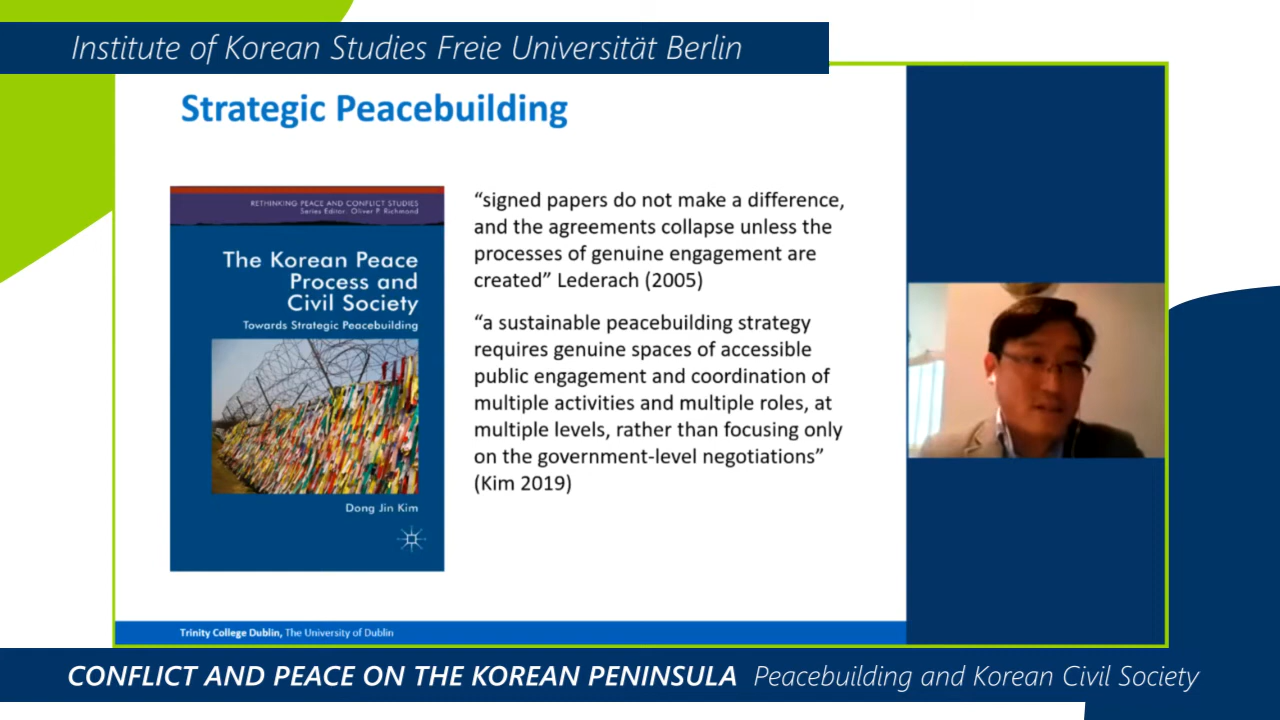 Institute of Korean Studies Freie Universität Berlin
Strategic Peacebuilding
RETHINKING PEACE AND CONFLICT STUDIES
Series Editor: Oliver P. Richmond
The Korean Peace
Process and
Civil Society
Towards Strategic Peacebuilding
Dong Jin Kim
“signed papers do not make a difference,
and the agreements collapse unless the
processes of genuine engagement are
created” Lederach (2005)
“a sustainable peacebuilding strategy
requires genuine spaces of accessible
public engagement and coordination of
multiple activities and multiple roles, at
multiple levels, rather than focusing only
on the government-level negotiations”
(Kim 2019)
Trinity College Dublin, The University of Dublin
CONFLICT AND PEACE ON THE KOREAN PENINSULA Peacebuilding and Korean Civil Society